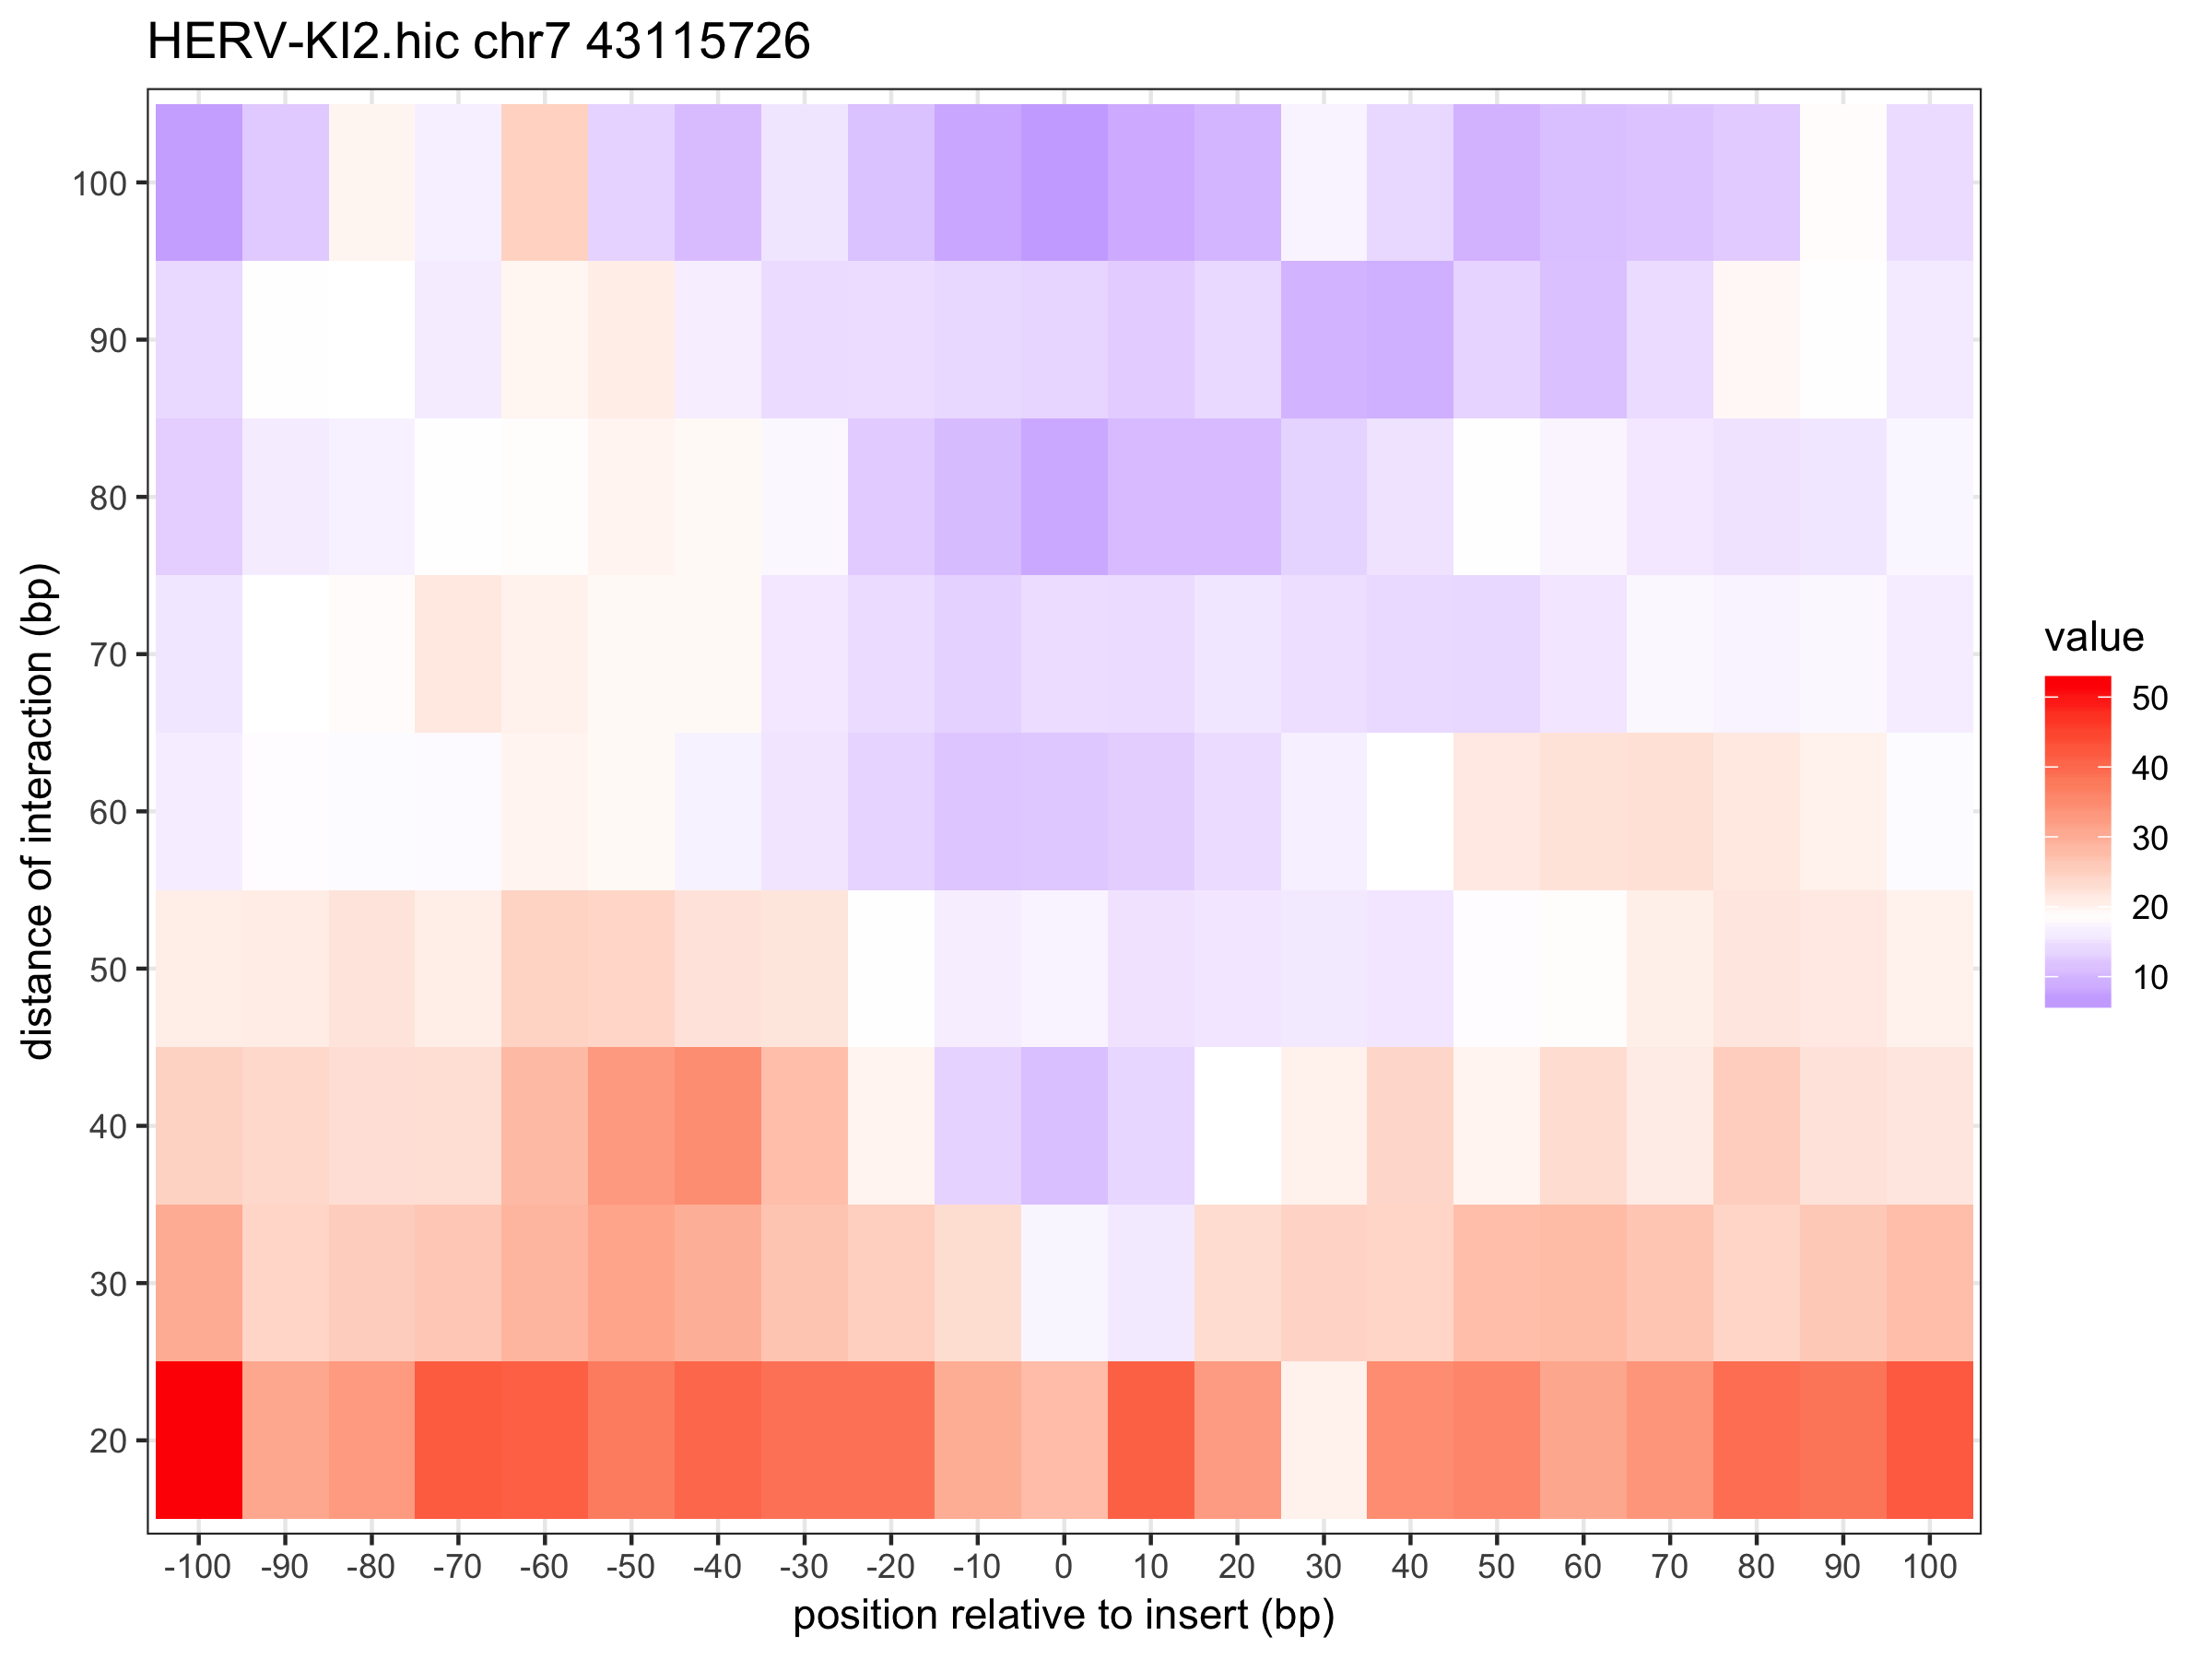 HERV-KI2.hic chr7 43115726
100
90
80
70
60
50
40
30
20
distance of interaction (bp)
-100 -90 -80 -70 -60 -50 -40 -30 -20 -10 0 10 20 30 40 50 60 70 80 90 100
position relative to insert (bp)
value
50
40
30
20
10